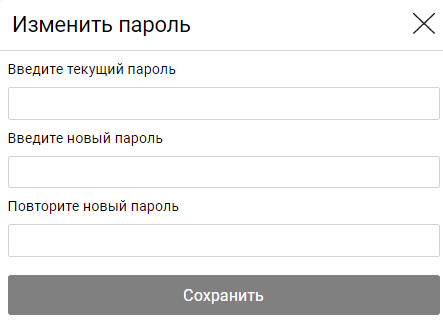 Изменить пароль
Введите текущий пароль
Введите новый пароль
Повторите новый пароль
Сохранить